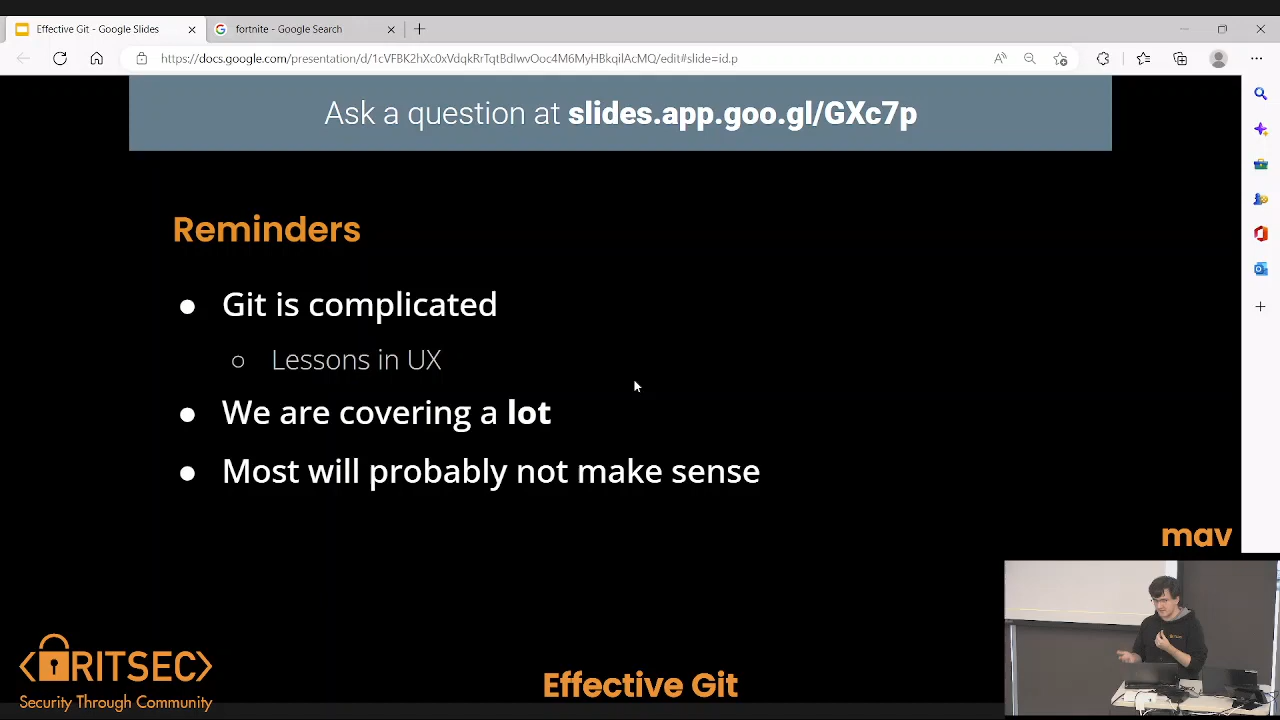 Effective Git - Google Slides
fortnite - Google Search
https://docs.google.com/presentation/d/1cVFBK2hXc0xVdqkRrTqtBdIwvOoc4M6MyHBkqilAcMQ/edit#slide=id.p
Ask a question at slides.app.goo.gl/GXc7p
Reminders
Git is complicated
Lessons in UX
We are covering a lot
Most will probably not make sense
mav
RITSEC
Security Through Community
Effective Git